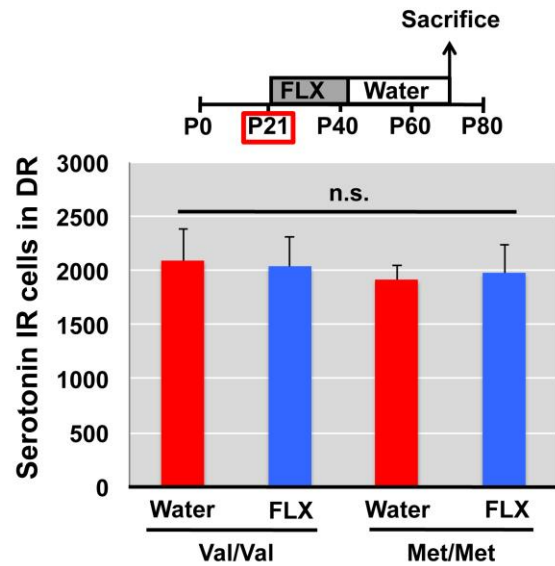 Sacrifice
FLX Water
P0 P21 P40 P60 P80
Serotonin IR cells in DR
3000
2500
2000
1500
1000
500
0
n.s.
Water FLX Water FLX
Val/Val Met/Met